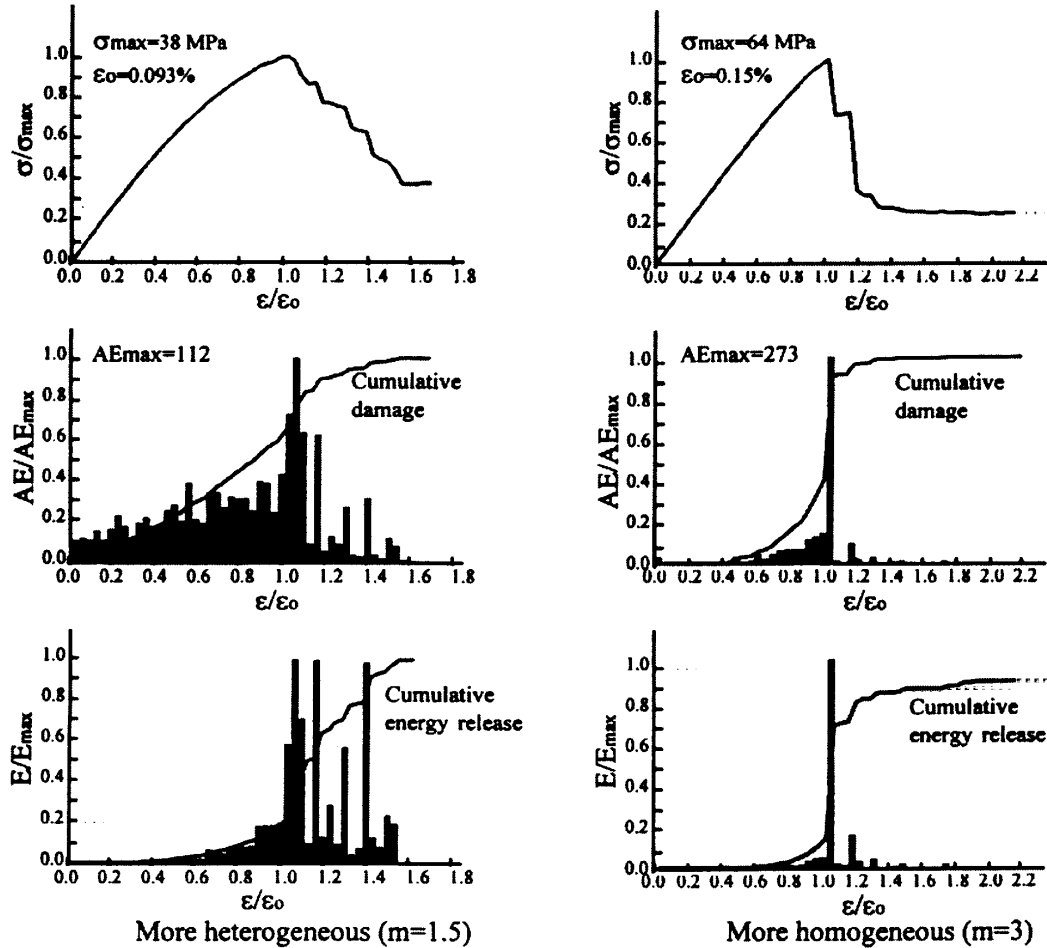 σmax=38 MPa
εo=0.093%
1.0
0.8
0.6
0.4
0.2
0.0
σ/σmax
0.0 0.2 0.4 0.6 0.8 1.0 1.2 1.4 1.6 1.8
ε/εo
σmax=64 MPa
εo=0.15%
1.0
0.8
0.6
0.4
0.2
0.0
σ/σmax
0.0 0.2 0.4 0.6 0.8 1.0 1.2 1.4 1.6 1.8 2.0 2.2
ε/εo
AEmax=112
Cumulative
damage
1.0
0.8
0.6
0.4
0.2
0.0
AE/AEmax
0.0 0.2 0.4 0.6 0.8 1.0 1.2 1.4 1.6 1.8
ε/εo
AEmax=273
Cumulative
damage
1.0
0.8
0.6
0.4
0.2
0.0
AE/AEmax
0.0 0.2 0.4 0.6 0.8 1.0 1.2 1.4 1.6 1.8 2.0 2.2
ε/εo
Cumulative
energy release
1.0
0.8
0.6
0.4
0.2
0.0
E/Emax
0.0 0.2 0.4 0.6 0.8 1.0 1.2 1.4 1.6 1.8
ε/εo
More heterogeneous (m=1.5)
Cumulative
energy release
1.0
0.8
0.6
0.4
0.2
0.0
E/Emax
0.0 0.2 0.4 0.6 0.8 1.0 1.2 1.4 1.6 1.8 2.0 2.2
ε/εo
More homogeneous (m=3)